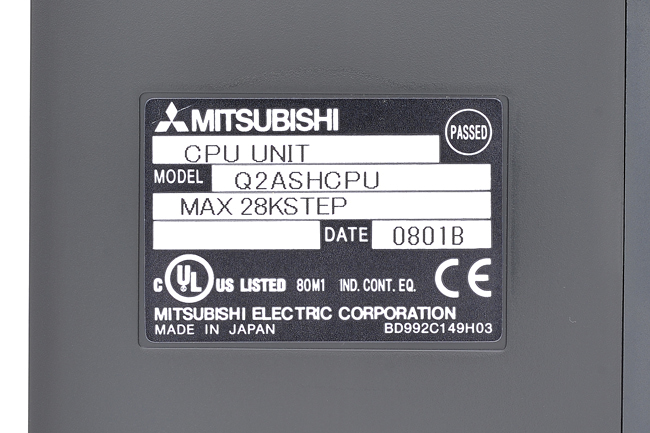 MITSUBISHI
PASSED
CPU UNIT
MODEL Q2ASHCPU
MAX 28KSTEP
DATE 0801B
C UL US LISTED 80M1 IND. CONT. EQ. CE
MITSUBISHI ELECTRIC CORPORATION
MADE IN JAPAN BD992C149H03